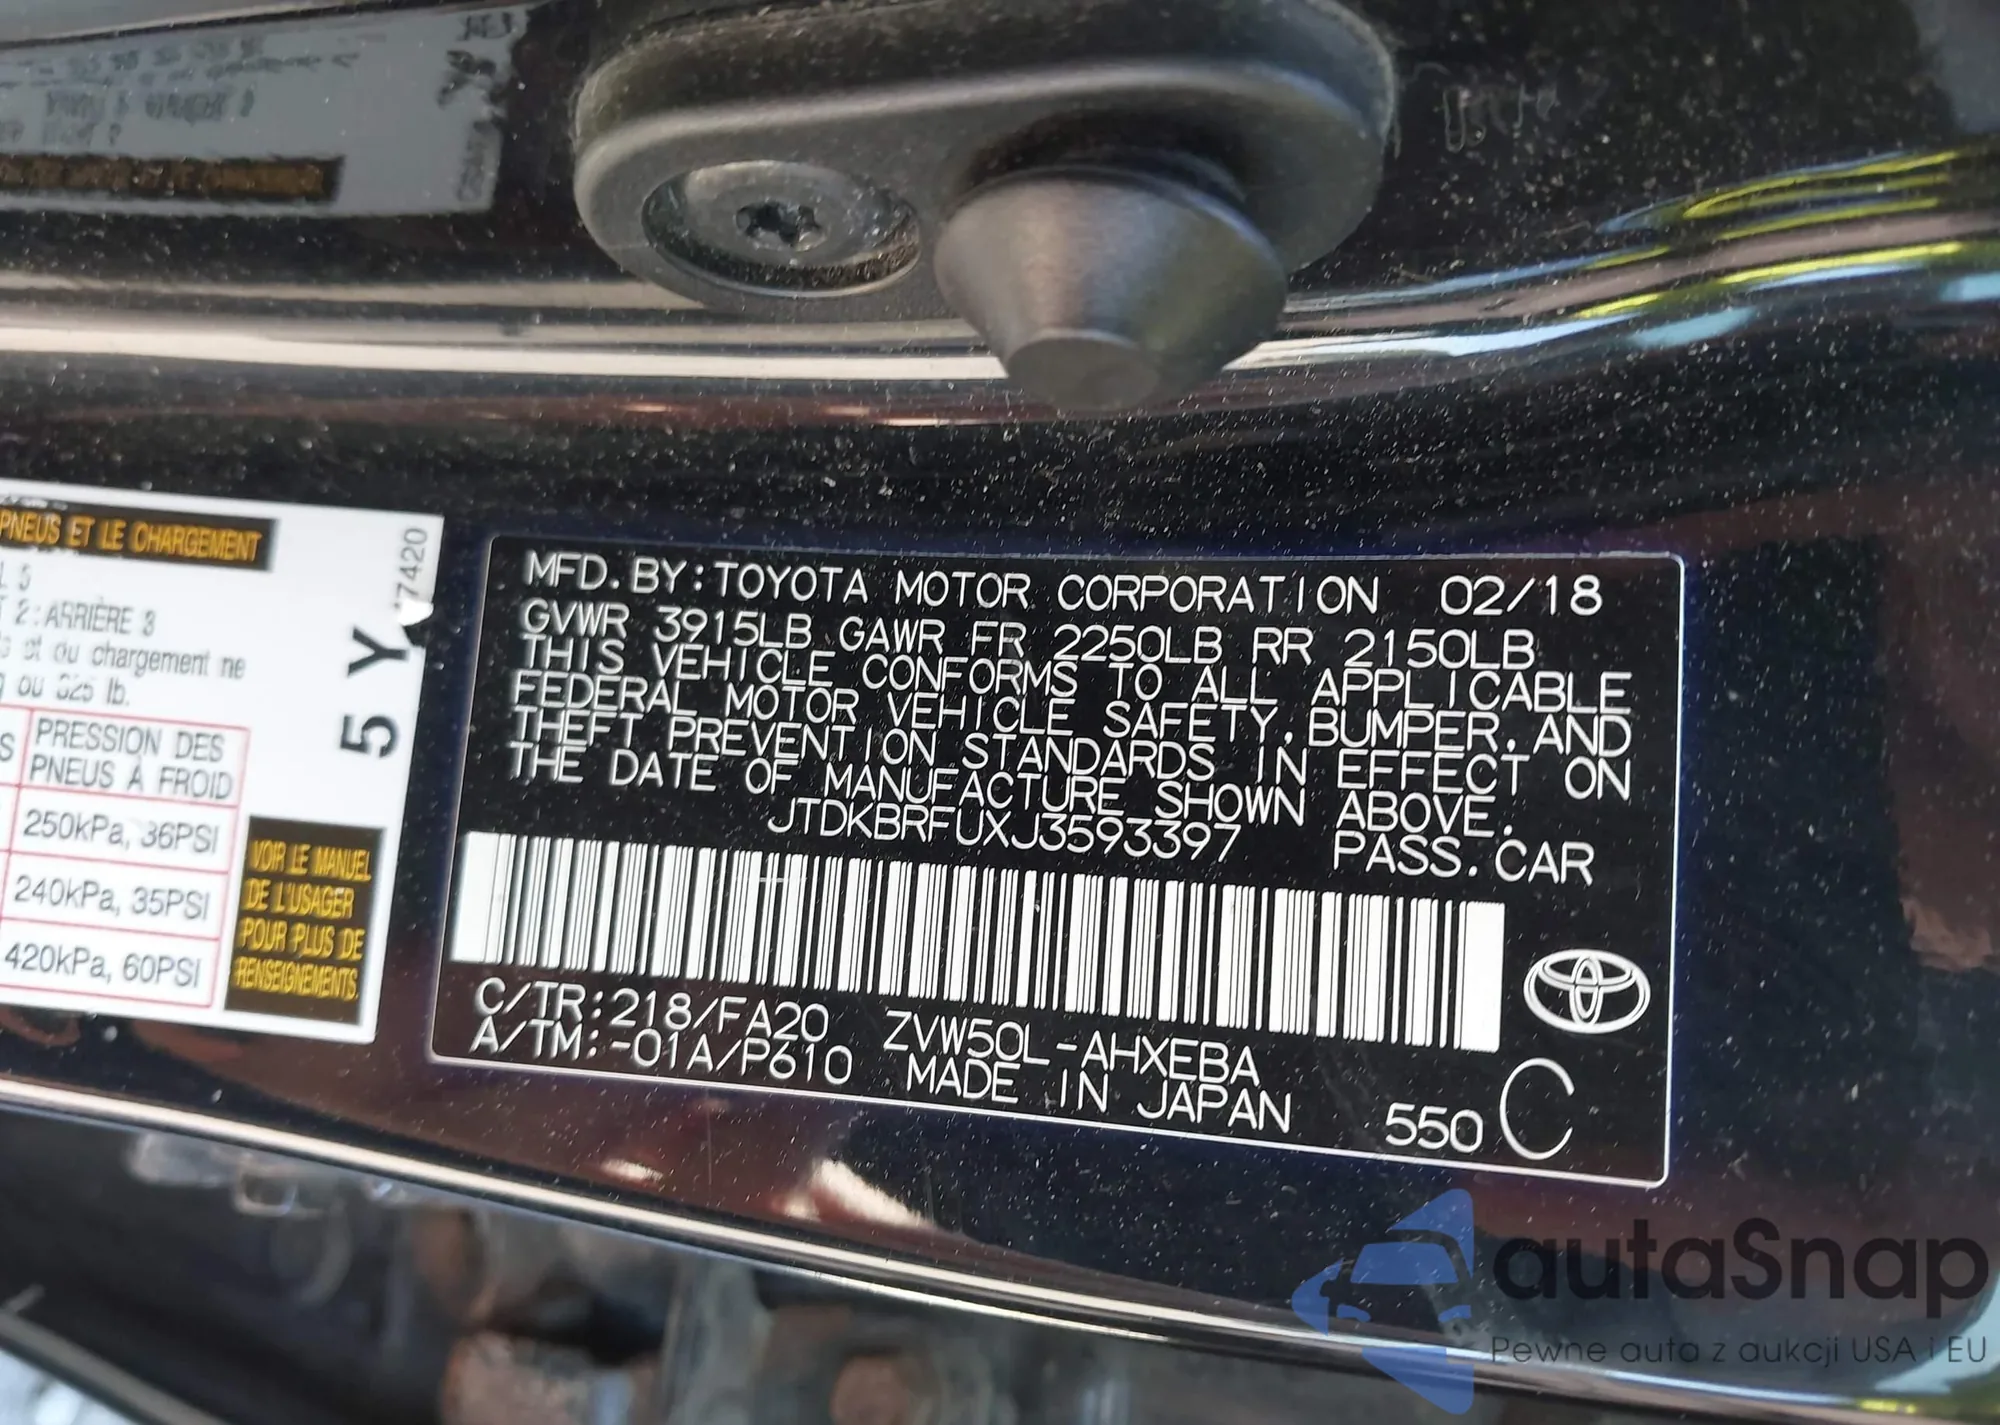 PNEUS ET LE CHARGEMENT
L 5
T 2:ARRIÈRE 3
et du chargement ne
ou 325 lb.
S PRESSION DES
PNEUS À FROID
250kPa, 36PSI
240kPa, 35PSI
420kPa, 60PSI
VOIR LE MANUEL
DE L'USAGER
POUR PLUS DE
RENSEIGNEMENTS.
5 Y
7420
MFD.BY:TOYOTA MOTOR CORPORATION 02/18
GVWR 3915LB GAWR FR 2250LB RR 2150LB
THIS VEHICLE CONFORMS TO ALL APPLICABLE
FEDERAL MOTOR VEHICLE SAFETY,BUMPER,AND
THEFT PREVENTION STANDARDS IN EFFECT ON
THE DATE OF MANUFACTURE SHOWN ABOVE.
JTDKBRFUXJ3593397 PASS.CAR
C/TR:218/FA20 ZVW50L-AHXEBA
A/TM:-01A/P610 MADE IN JAPAN 550 C
autaSnap
Pewne auta z aukcji USA i EU